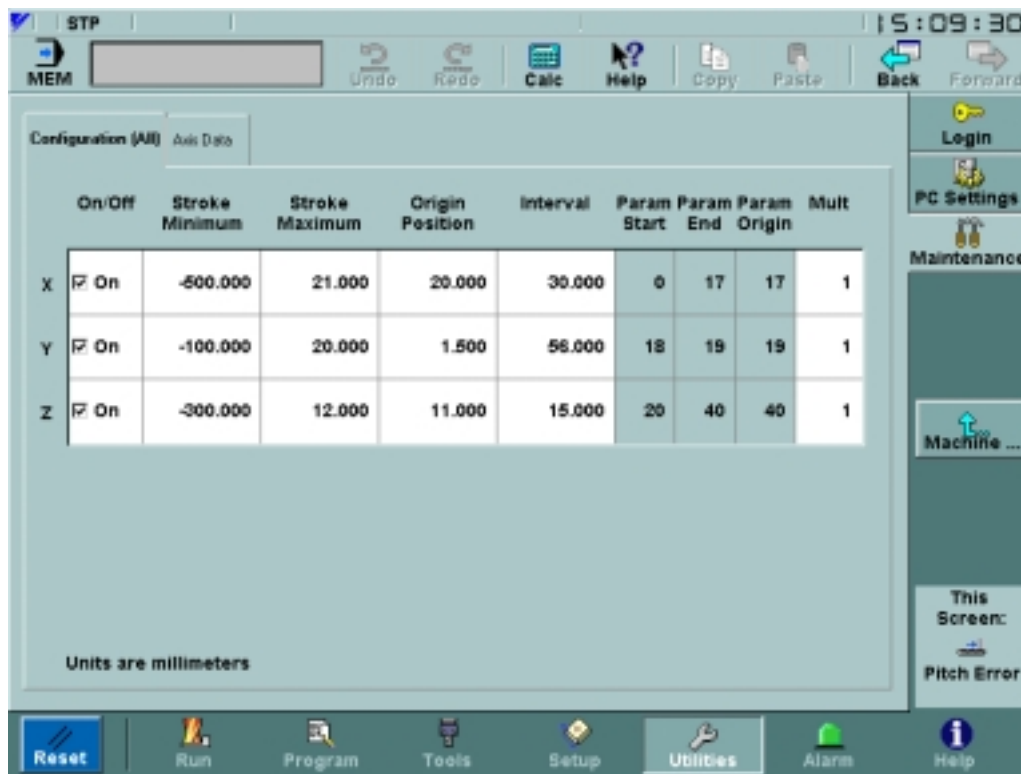 STP
15:09:30
MEM Undo Redo Calc Help Copy Paste Back Forward
Configuration (All) Axis Data
Login
PC Settings
Maintenance
On/Off Stroke Minimum Stroke Maximum Origin Position Interval Param Start Param End Param Origin Mult
X On -500.000 21.000 20.000 30.000 0 17 17 1
Y On -100.000 20.000 1.500 56.000 18 19 19 1
Z On -300.000 12.000 11.000 15.000 20 40 40 1
Machine ...
This
Screen:
Pitch Error
Units are millimeters
Reset Run Program Tools Setup Utilities Alarm Help